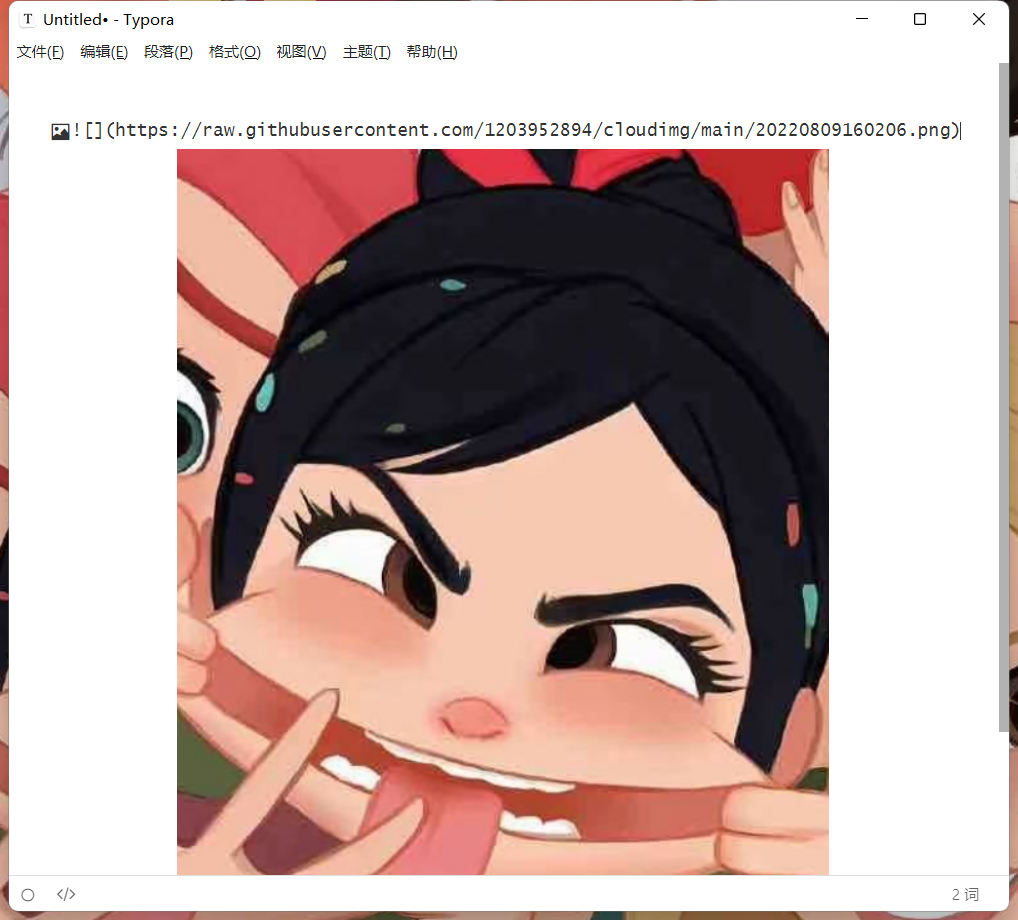 T Untitled• - Typora
文件(F) 编辑(E) 段落(P) 格式(O) 视图(V) 主题(T) 帮助(H)
![](https://raw.githubusercontent.com/1203952894/cloudimg/main/20220809160206.png)
</> 2 词